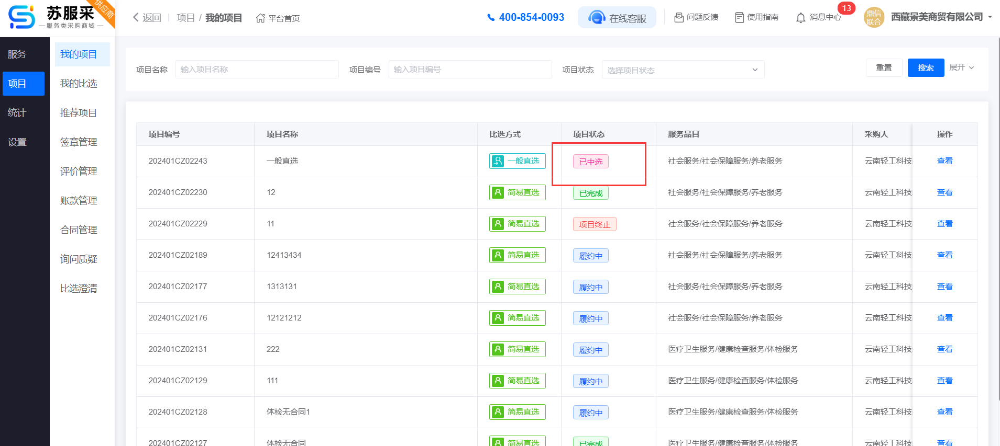 苏服采
服务类采购商城
供应商
返回
项目 / 我的项目
平台首页
400-854-0093
在线客服
问题反馈
使用指南
消息中心
13
鼎信
联合
西藏景美商贸有限公司
服务
项目
统计
设置
我的项目
我的比选
推荐项目
签章管理
评价管理
账款管理
合同管理
询问质疑
比选澄清
项目名称 输入项目名称 项目编号 输入项目编号 项目状态 选择项目状态 重置 搜索 展开
项目编号 项目名称 比选方式 项目状态 服务品目 采购人 操作
202401CZ02243 一般直选 一般直选 已中选 社会服务/社会保障服务/养老服务 云南轻工科技 查看
202401CZ02230 12 简易直选 已完成 社会服务/社会保障服务/养老服务 云南轻工科技 查看
202401CZ02229 11 简易直选 项目终止 社会服务/社会保障服务/养老服务 云南轻工科技 查看
202401CZ02189 12413434 简易直选 履约中 社会服务/社会保障服务/养老服务 云南轻工科技 查看
202401CZ02177 1313131 简易直选 履约中 社会服务/社会保障服务/养老服务 云南轻工科技 查看
202401CZ02176 12121212 简易直选 履约中 社会服务/社会保障服务/养老服务 云南轻工科技 查看
202401CZ02131 222 简易直选 履约中 医疗卫生服务/健康检查服务/体检服务 云南轻工科技 查看
202401CZ02129 111 简易直选 履约中 医疗卫生服务/健康检查服务/体检服务 云南轻工科技 查看
202401CZ02128 体检无合同1 简易直选 履约中 医疗卫生服务/健康检查服务/体检服务 云南轻工科技 查看
202401CZ02127 体检无合同 简易直选 已完成 医疗卫生服务/健康检查服务/体检服务 云南轻工科技 查看